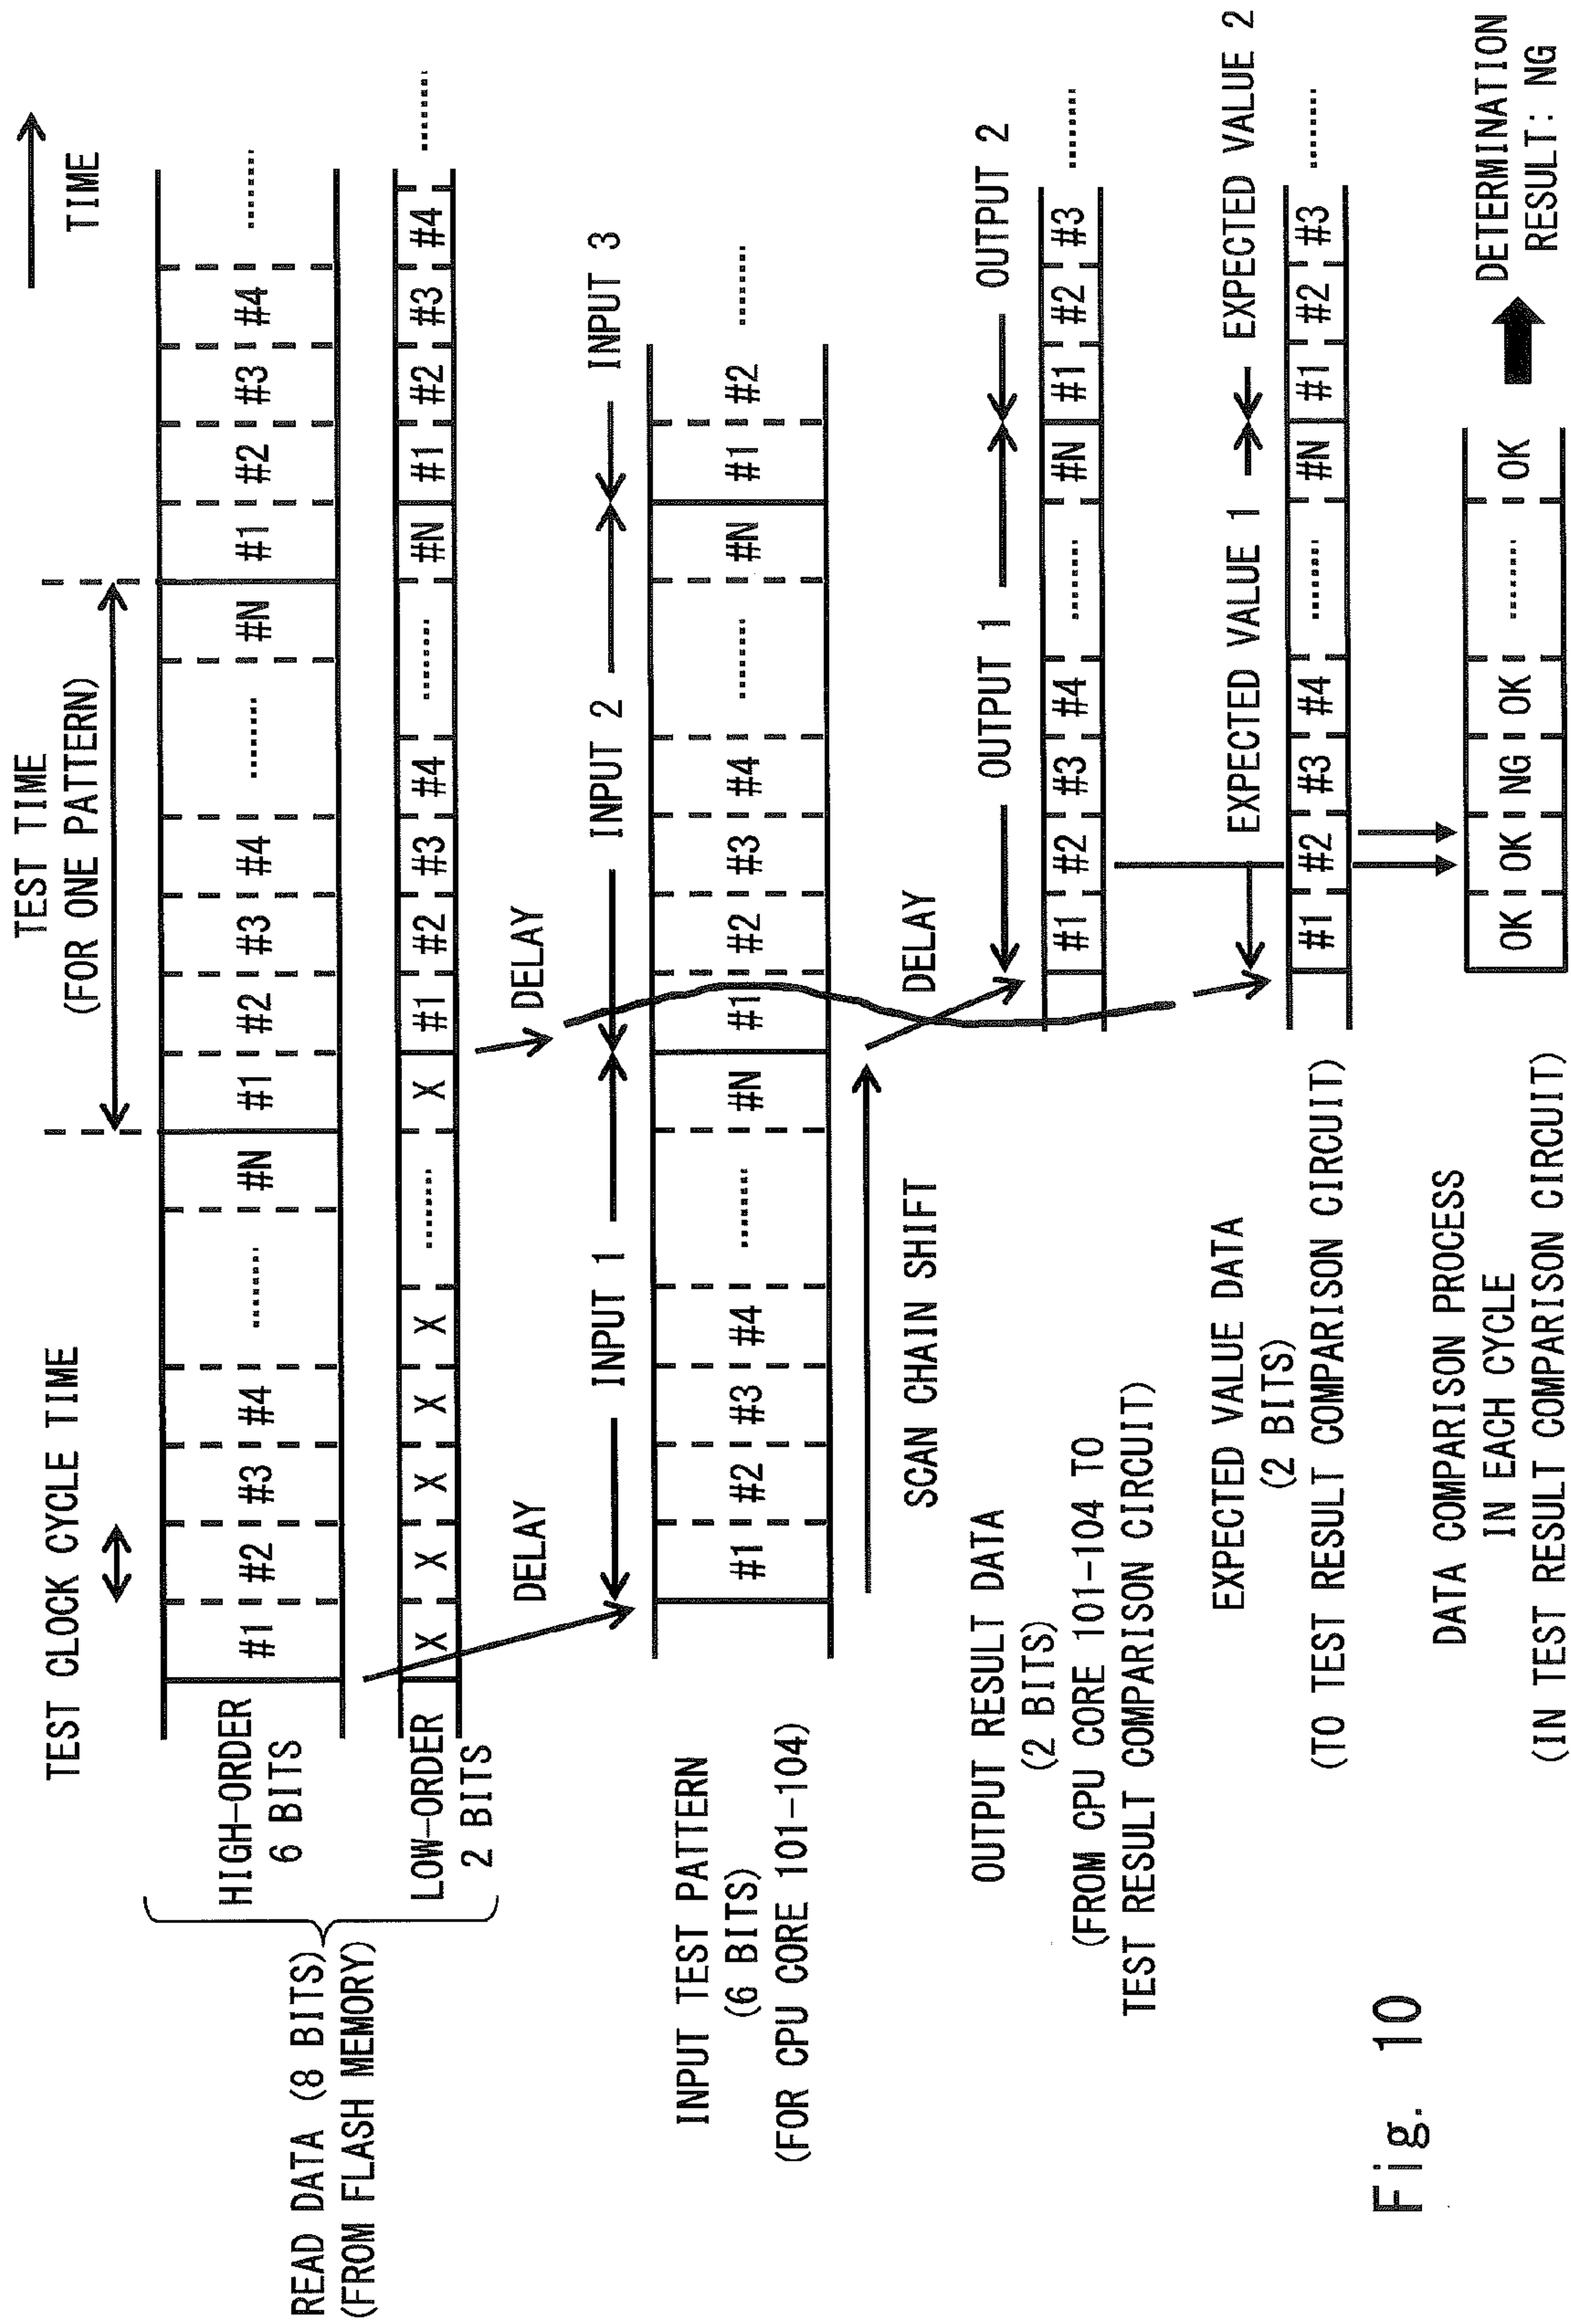 TEST CLOCK CYCLE TIME
TEST TIME
(FOR ONE PATTERN)
TIME
READ DATA (8 BITS)
(FROM FLASH MEMORY)
HIGH-ORDER
6 BITS
#1 #2 #3 #4 ........ #N #1 #2 #3 #4 ........ #N #1 #2 #3 #4 ........
LOW-ORDER
2 BITS
X X X X X ........ X #1 #2 #3 #4 ........ #N #1 #2 #3 #4 ........
DELAY
DELAY
INPUT 1
INPUT 2
INPUT 3
INPUT TEST PATTERN
(6 BITS)
(FOR CPU CORE 101-104)
#1 #2 #3 #4 ........ #N #1 #2 #3 #4 ........ #N #1 #2 ........
SCAN CHAIN SHIFT
DELAY
OUTPUT 1
OUTPUT 2
OUTPUT RESULT DATA
(2 BITS)
(FROM CPU CORE 101-104 TO
TEST RESULT COMPARISON CIRCUIT)
#1 #2 #3 #4 ........ #N #1 #2 #3 ........
EXPECTED VALUE 1
EXPECTED VALUE 2
EXPECTED VALUE DATA
(2 BITS)
(TO TEST RESULT COMPARISON CIRCUIT)
#1 #2 #3 #4 ........ #N #1 #2 #3 ........
DATA COMPARISON PROCESS
IN EACH CYCLE
(IN TEST RESULT COMPARISON CIRCUIT)
OK OK NG OK ........ OK
DETERMINATION
RESULT: NG
Fig. 10